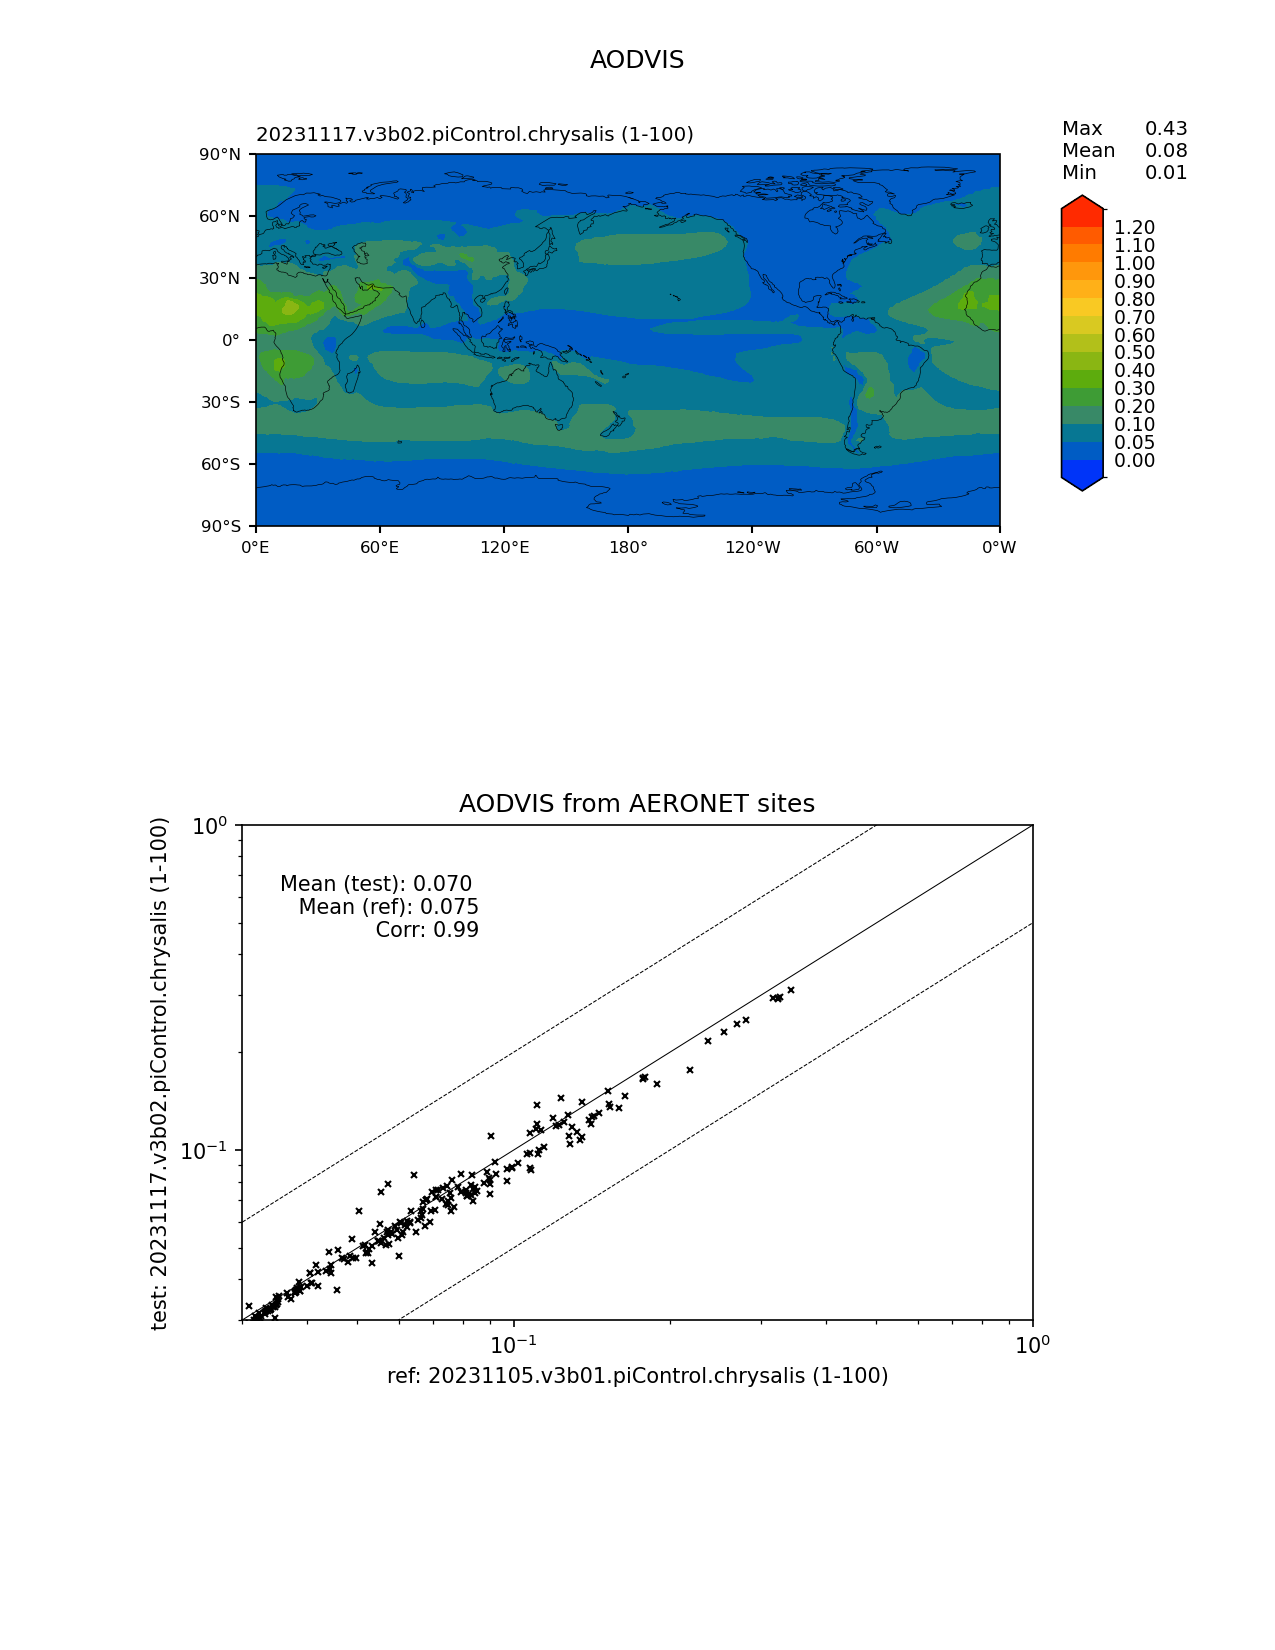 AODVIS
20231117.v3b02.piControl.chrysalis (1-100)
Max 0.43
Mean 0.08
Min 0.01
90°N
60°N
30°N
0°
30°S
60°S
90°S
0°E 60°E 120°E 180° 120°W 60°W 0°W
1.20
1.10
1.00
0.90
0.80
0.70
0.60
0.50
0.40
0.30
0.20
0.10
0.05
0.00
AODVIS from AERONET sites
Mean (test): 0.070
Mean (ref): 0.075
Corr: 0.99
test: 20231117.v3b02.piControl.chrysalis (1-100)
10⁰
10⁻¹
10⁻¹ 10⁰
ref: 20231105.v3b01.piControl.chrysalis (1-100)